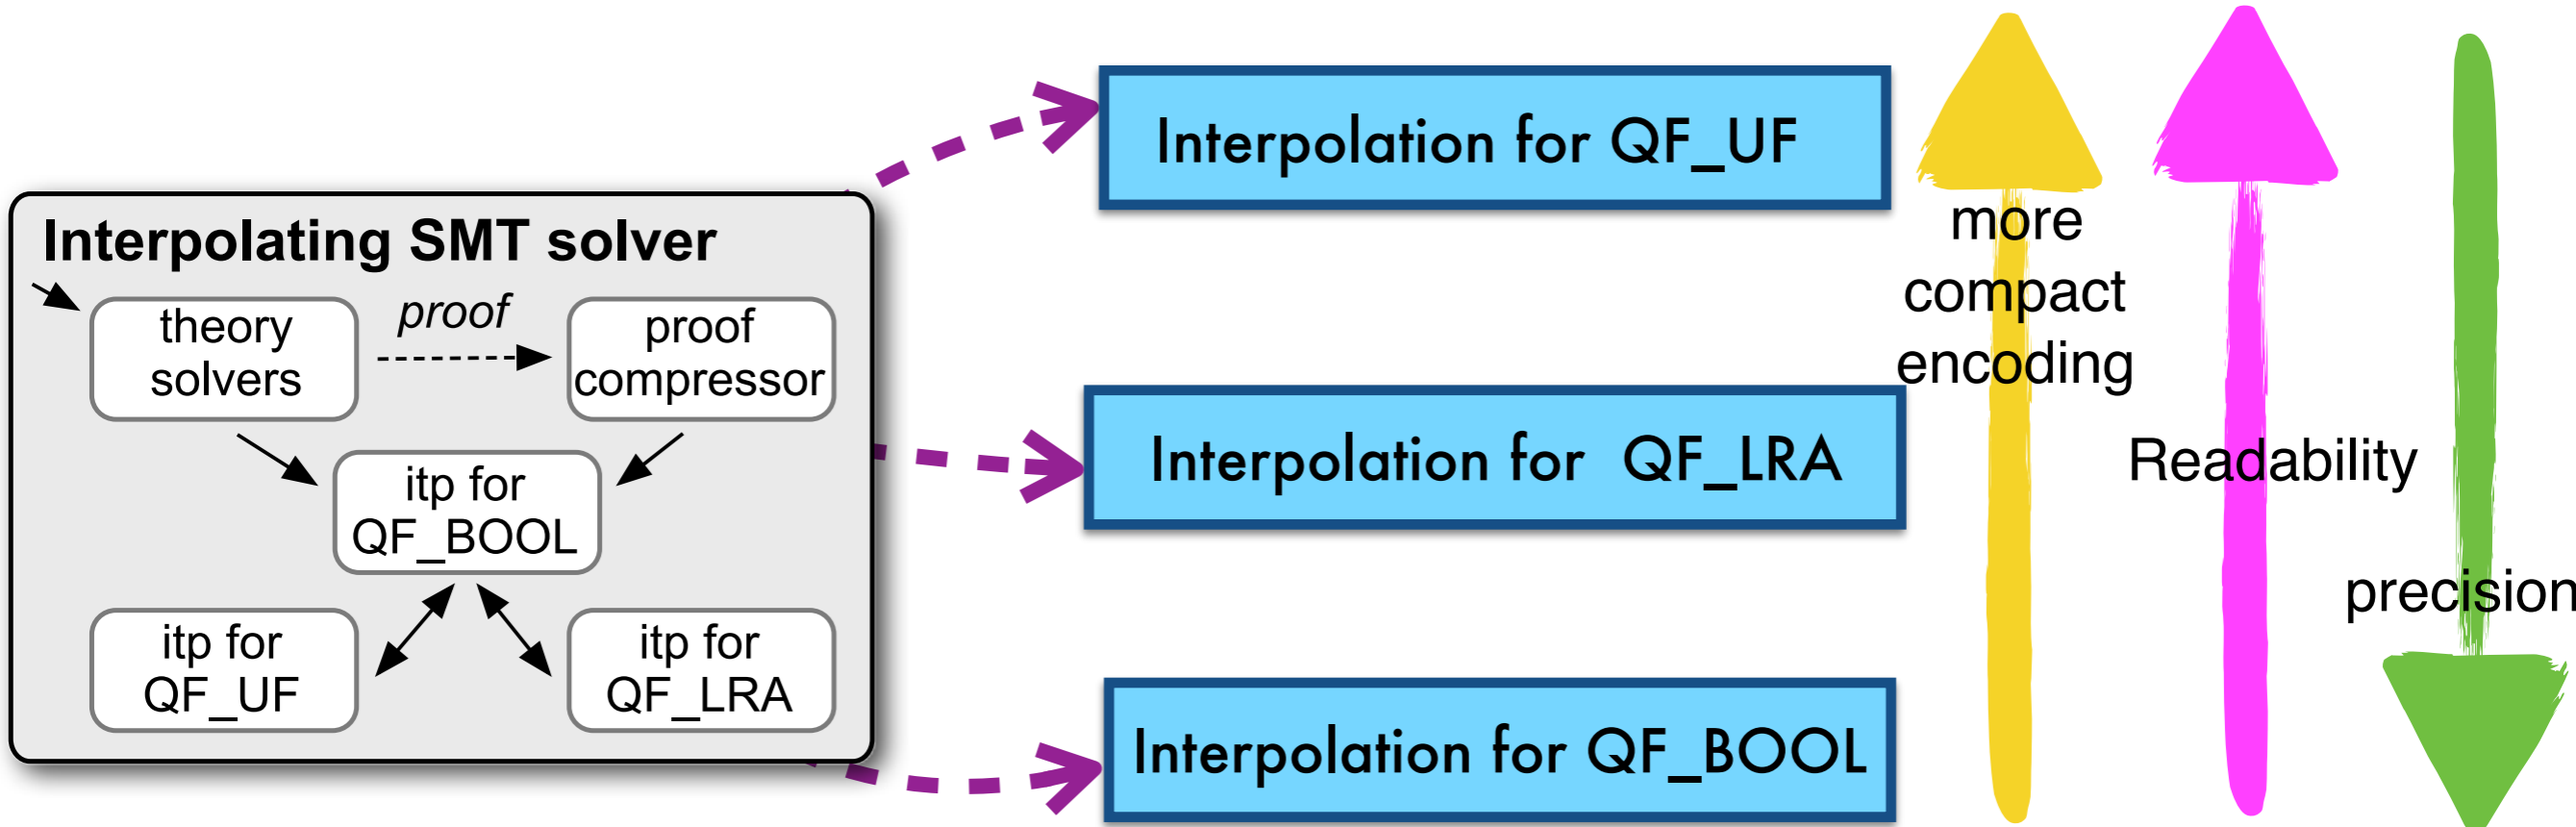 Interpolating SMT solver
theory
solvers
proof
proof
compressor
itp for
QF_BOOL
itp for
QF_UF
itp for
QF_LRA
Interpolation for QF_UF
Interpolation for QF_LRA
Interpolation for QF_BOOL
more
compact
encoding
Readability
precision